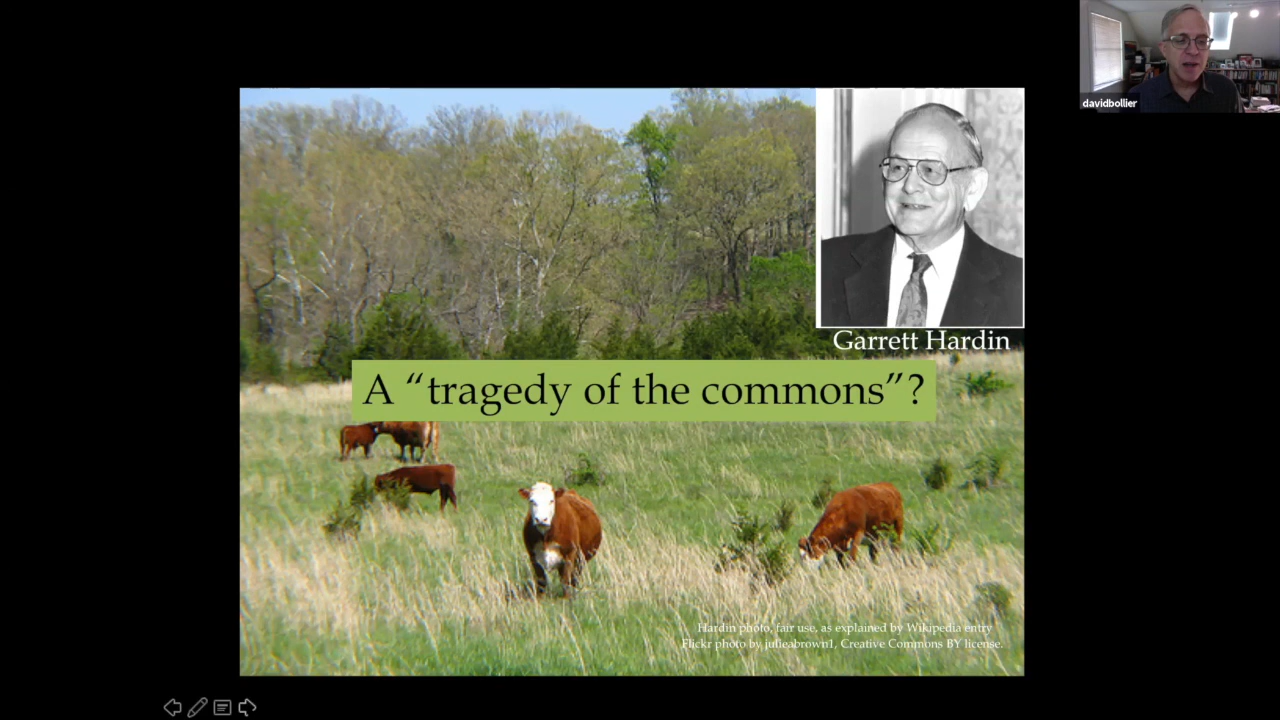 davidbollier
Garrett Hardin
A “tragedy of the commons”?
Hardin photo, fair use, as explained by Wikipedia entry
Flickr photo by julieabrown1, Creative Commons BY license.